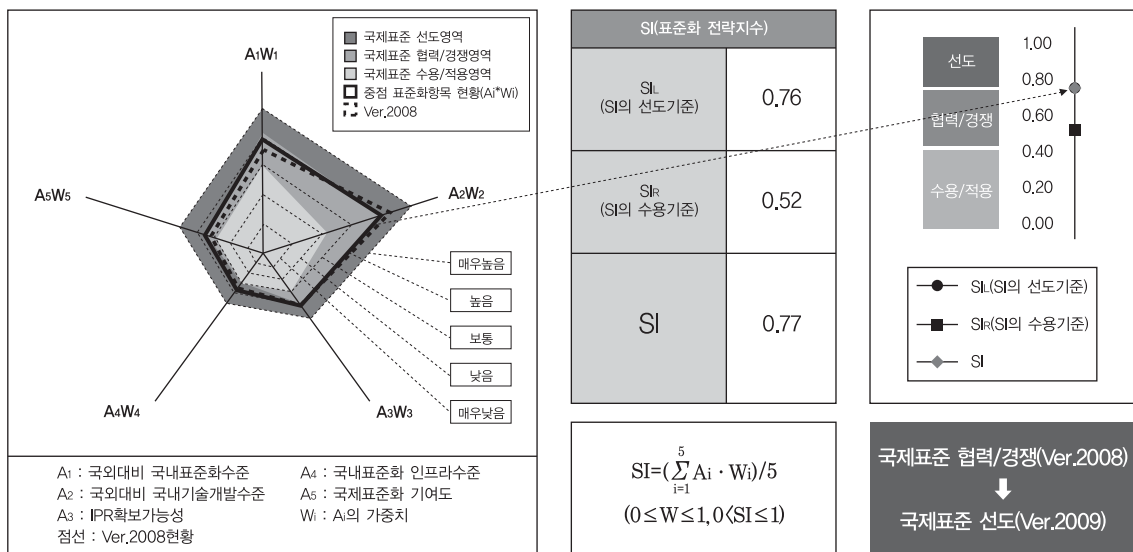 국제표준 선도영역
국제표준 협력/경쟁영역
국제표준 수용/적용영역
중점 표준화항목 현황(Ai*Wi)
Ver.2008
A1W1
A2W2
A3W3
A4W4
A5W5
매우높음
높음
보통
낮음
매우낮음
A1 : 국외대비 국내표준화수준
A2 : 국외대비 국내기술개발수준
A3 : IPR확보가능성
점선 : Ver.2008현황
A4 : 국내표준화 인프라수준
A5 : 국제표준화 기여도
Wi : Ai의 가중치
SI(표준화 전략지수)
SIL
(SI의 선도기준)
0.76
SIR
(SI의 수용기준)
0.52
SI
0.77
SI=(∑Ai · Wi)/5
5
i=1
(0≤W≤1, 0<SI≤1)
선도
협력/경쟁
수용/적용
1.00
0.80
0.60
0.40
0.20
0.00
SIL(SI의 선도기준)
SIR(SI의 수용기준)
SI
국제표준 협력/경쟁(Ver.2008)
국제표준 선도(Ver.2009)